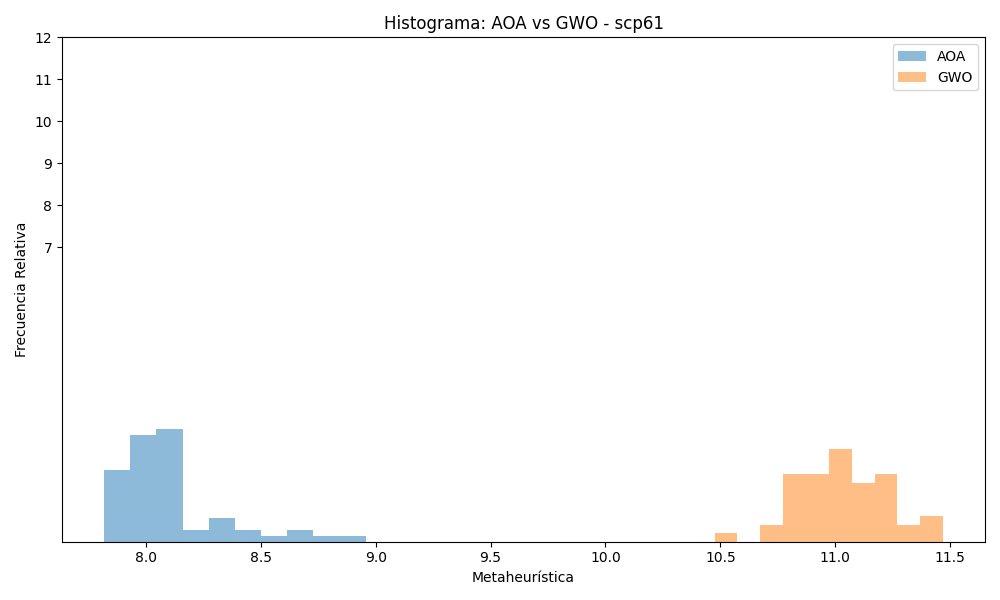 Histograma: AOA vs GWO - scp61
AOA
GWO
Frecuencia Relativa
12
11
10
9
8
7
8.0
8.5
9.0
9.5
10.0
10.5
11.0
11.5
Metaheurística